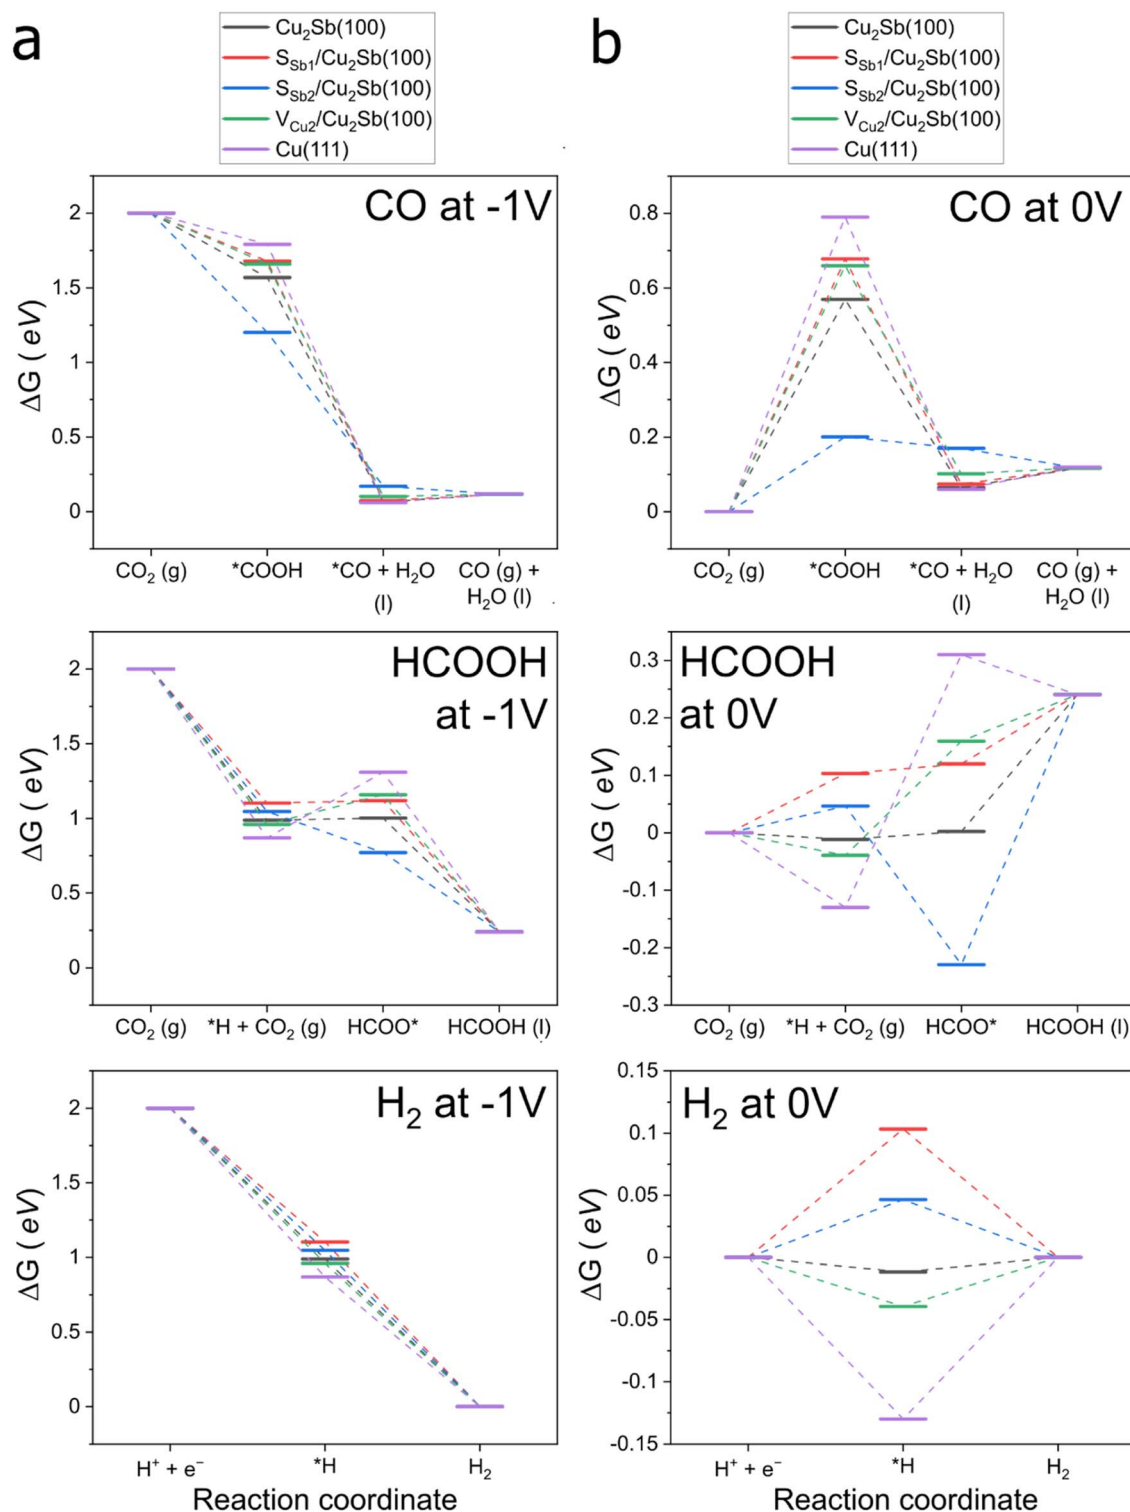 a
Cu₂Sb(100)
S_Sb1/Cu₂Sb(100)
S_Sb2/Cu₂Sb(100)
V_Cu2/Cu₂Sb(100)
Cu(111)
CO at -1V
ΔG ( eV)
2
1.5
1
0.5
0
CO₂ (g)
*COOH
*CO + H₂O
(l)
CO (g) +
H₂O (l)
HCOOH
at -1V
ΔG ( eV)
2
1.5
1
0.5
0
CO₂ (g)
*H + CO₂ (g)
HCOO*
HCOOH (l)
H₂ at -1V
ΔG ( eV)
2
1.5
1
0.5
0
H⁺ + e⁻
*H
H₂
Reaction coordinate
b
Cu₂Sb(100)
S_Sb1/Cu₂Sb(100)
S_Sb2/Cu₂Sb(100)
V_Cu2/Cu₂Sb(100)
Cu(111)
CO at 0V
ΔG ( eV)
0.8
0.6
0.4
0.2
0
CO₂ (g)
*COOH
*CO + H₂O
(l)
CO (g) +
H₂O (l)
HCOOH
at 0V
ΔG ( eV)
0.3
0.2
0.1
0
-0.1
-0.2
-0.3
CO₂ (g)
*H + CO₂ (g)
HCOO*
HCOOH (l)
H₂ at 0V
ΔG ( eV)
0.15
0.1
0.05
0
-0.05
-0.1
-0.15
H⁺ + e⁻
*H
H₂
Reaction coordinate